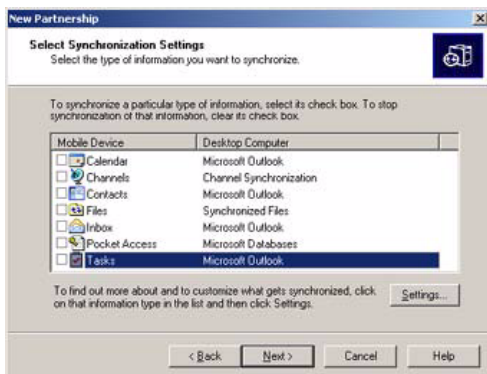 New Partnership
Select Synchronization Settings
Select the type of information you want to synchronize.
To synchronize a particular type of information, select its check box. To stop
synchronization of that information, clear its check box.
Mobile Device Desktop Computer
Calendar Microsoft Outlook
Channels Channel Synchronization
Contacts Microsoft Outlook
Files Synchronized Files
Inbox Microsoft Outlook
Pocket Access Microsoft Databases
Tasks Microsoft Outlook
To find out more about and to customize what gets synchronized, click
on that information type in the list and then click Settings.
Settings...
< Back Next > Cancel Help